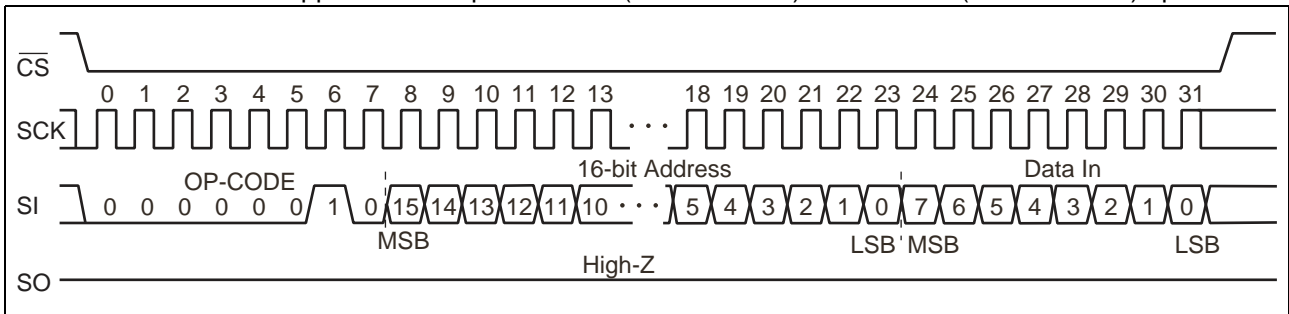 CS
0 1 2 3 4 5 6 7 8 9 10 11 12 13 18 19 20 21 22 23 24 25 26 27 28 29 30 31
SCK
···
OP-CODE 16-bit Address Data In
SI 0 0 0 0 0 0 1 0 15 14 13 12 11 10 ··· 5 4 3 2 1 0 7 6 5 4 3 2 1 0
MSB LSB MSB LSB
High-Z
SO